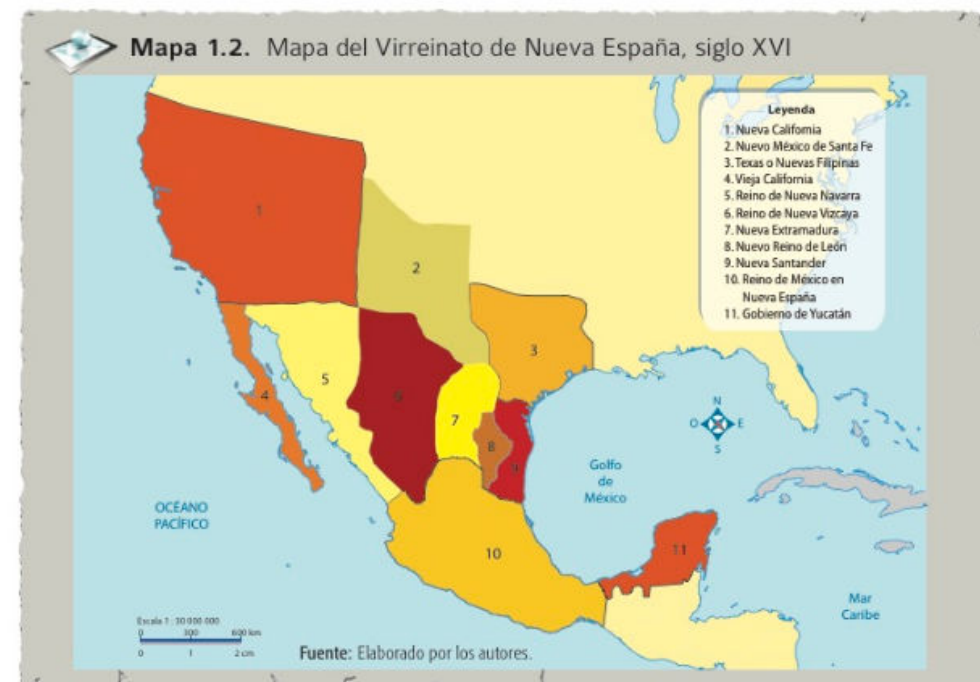 Mapa 1.2. Mapa del Virreinato de Nueva España, siglo XVI
Leyenda
1. Nueva California
2. Nuevo México de Santa Fe
3. Texas o Nuevas Filipinas
4. Vieja California
5. Reino de Nueva Navarra
6. Reino de Nueva Vizcaya
7. Nueva Extramadura
8. Nuevo Reino de León
9. Nueva Santander
10. Reino de México en
Nueva España
11. Gobierno de Yucatán
1
2
3
4
5
6
7
8
9
10
11
N
O
E
S
Golfo
de
México
OCÉANO
PACÍFICO
Mar
Caribe
Escala 1: 30 000 000
0 300 600 km
0 1 2 cm
Fuente: Elaborado por los autores.